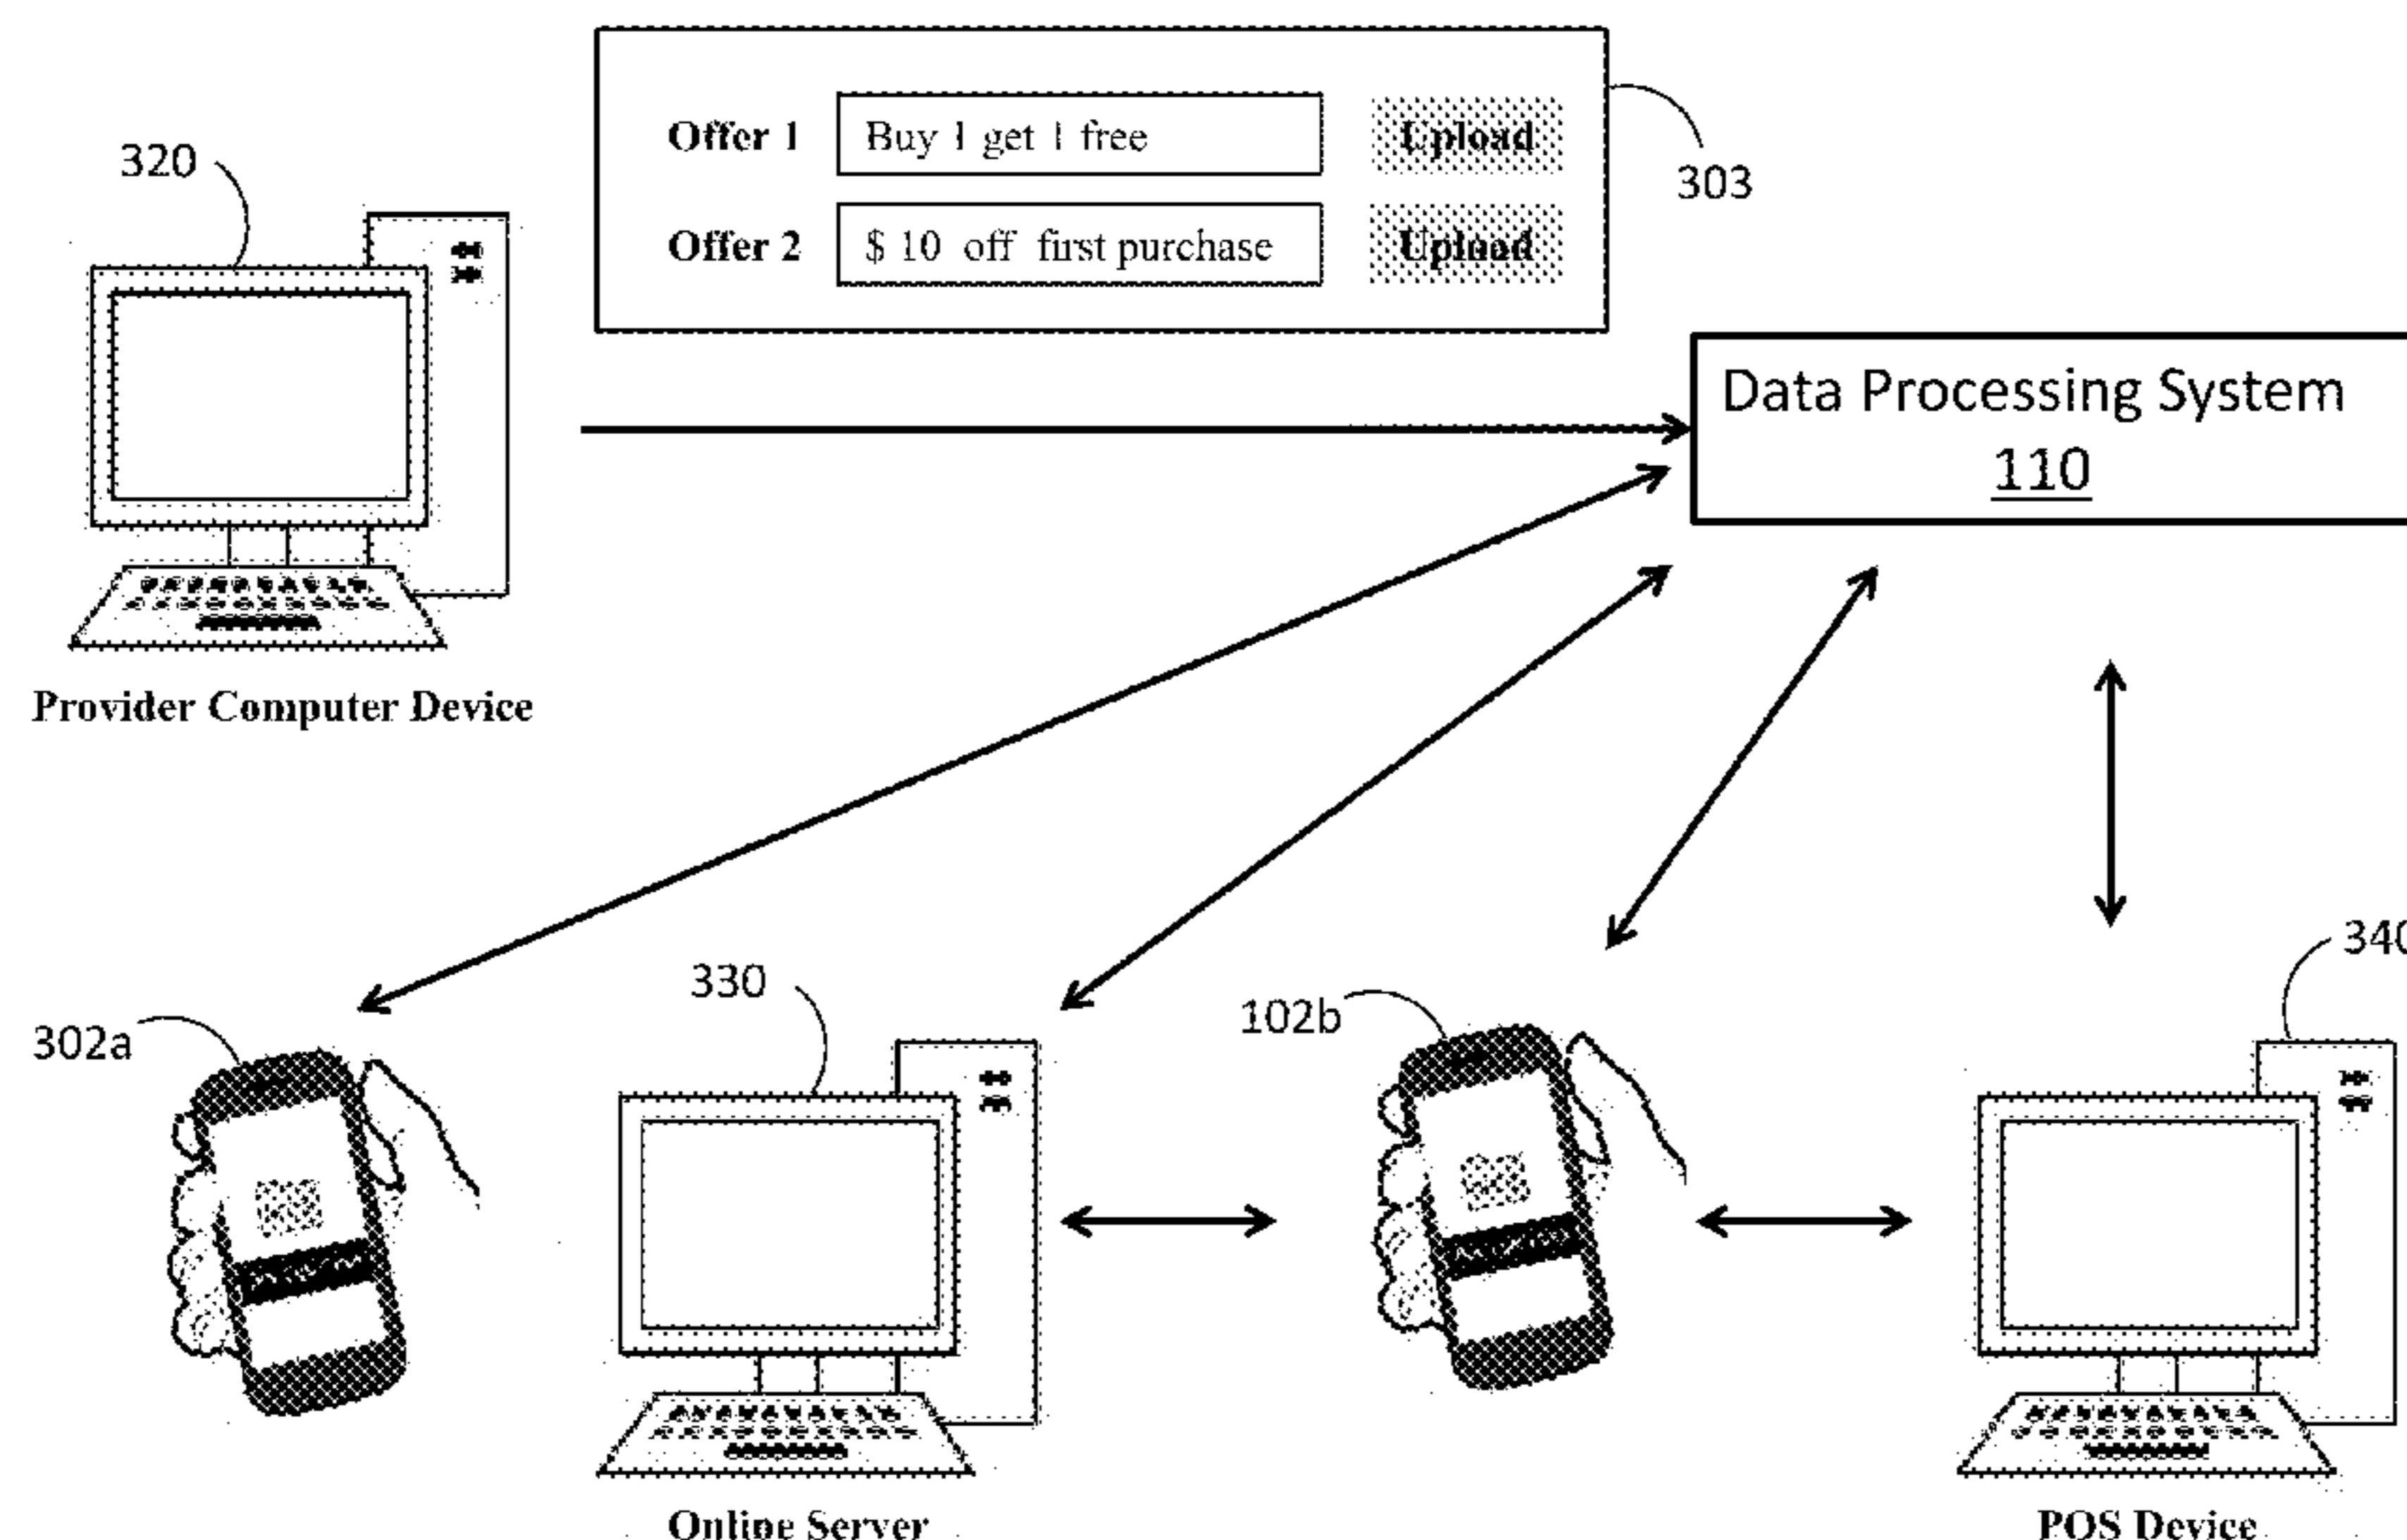 320
Offer 1 Buy 1 get 1 free Upload
Offer 2 $ 10 off first purchase Upload
303
Data Processing System
110
Provider Computer Device
302a
330
102b
340
Online Server
POS Device